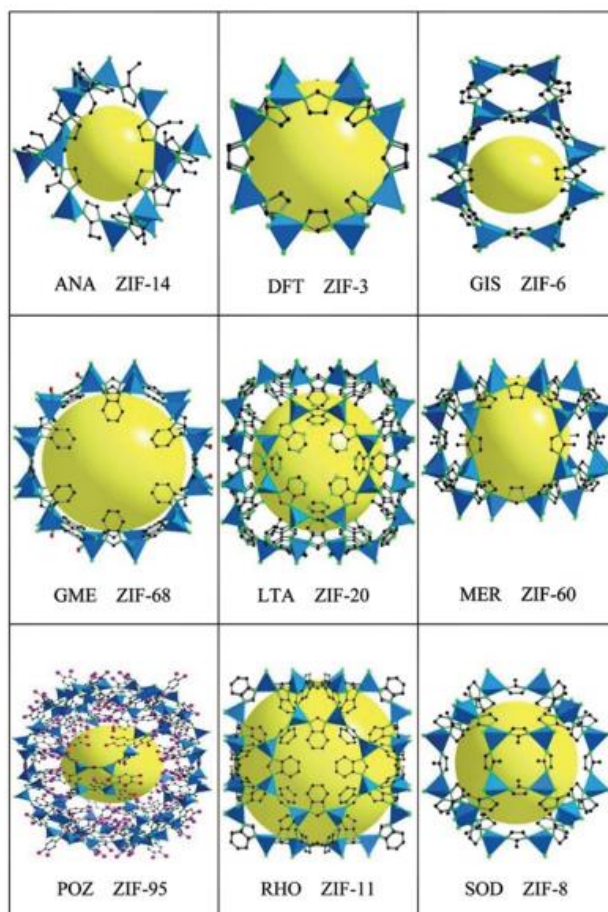 ANA ZIF-14
DFT ZIF-3
GIS ZIF-6
GME ZIF-68
LTA ZIF-20
MER ZIF-60
POZ ZIF-95
RHO ZIF-11
SOD ZIF-8